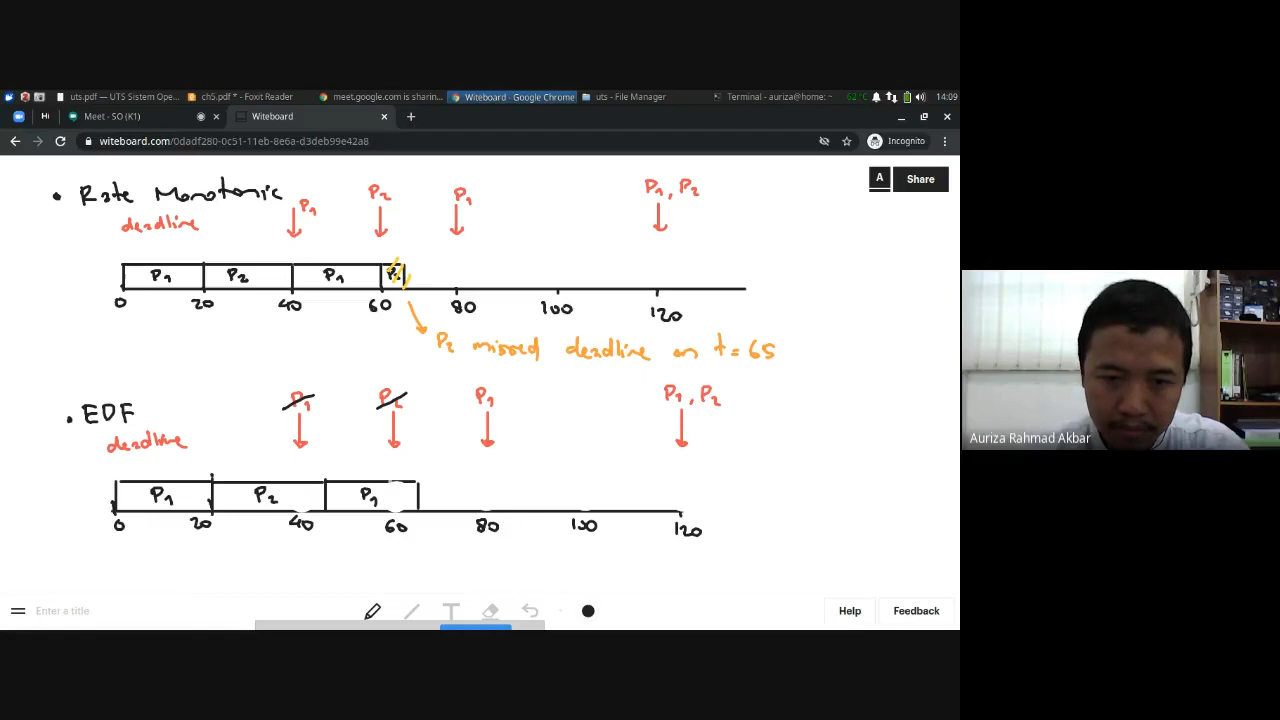 uts.pdf — UTS Sistem Ope...
ch5.pdf * - Foxit Reader
meet.google.com is sharin...
Witeboard - Google Chrome
uts - File Manager
Terminal - auriza@home: ~
62°C
14:09
Hi
Meet - SO (K1)
Witeboard
witeboard.com/0dadf280-0c51-11eb-8e6a-d3deb99e42a8
Incognito
A
Share
• Rate Monotonic
deadline
P1
P2
P1
P1, P2
P1 P2 P1
0 20 40 60 80 100 120
P2 missed deadline on t = 65
• EDF
deadline
P1
P2
P1
P1, P2
P1 P2 P1
0 20 40 60 80 100 120
Auriza Rahmad Akbar
Enter a title
T
Help
Feedback